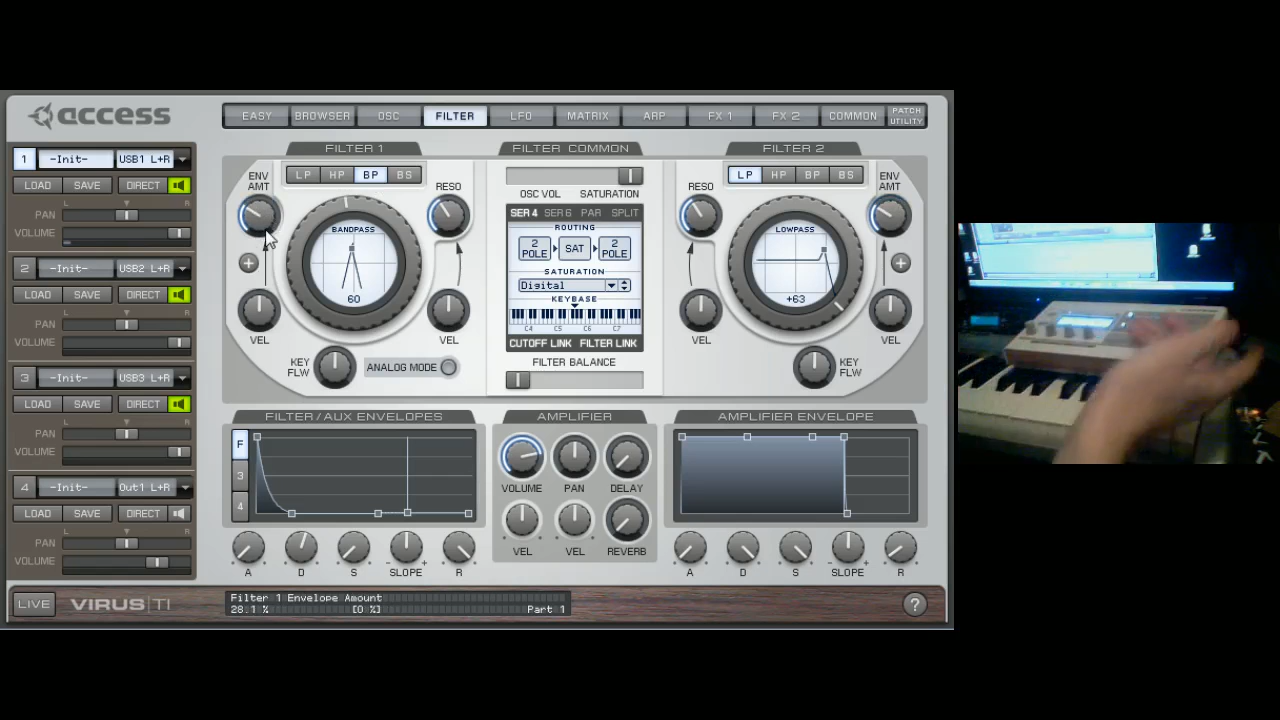 access
EASY BROWSER OSC FILTER LFO MATRIX ARP FX 1 FX 2 COMMON PATCH UTILITY
1 -Init- USB1 L+R
LOAD SAVE DIRECT
L R
PAN
VOLUME
2 -Init- USB2 L+R
LOAD SAVE DIRECT
PAN
VOLUME
3 -Init- USB3 L+R
LOAD SAVE DIRECT
PAN
VOLUME
4 -Init- Out1 L+R
LOAD SAVE DIRECT
L R
PAN
VOLUME
FILTER 1
ENV AMT
LP HP BP BS
RESO
BANDPASS
60
VEL
VEL
KEY FLW
ANALOG MODE
FILTER COMMON
OSC VOL SATURATION
SER 4 SER 6 PAR SPLIT
ROUTING
2 POLE SAT 2 POLE
SATURATION
Digital
KEYBASE
C4 C5 C6 C7
CUTOFF LINK FILTER LINK
FILTER BALANCE
FILTER 2
RESO
LP HP BP BS
ENV AMT
LOWPASS
+63
VEL
VEL
KEY FLW
FILTER/AUX ENVELOPES
F
3
4
A D S - SLOPE + R
AMPLIFIER
VOLUME PAN DELAY
VEL VEL REVERB
AMPLIFIER ENVELOPE
A D S - SLOPE + R
LIVE VIRUS|TI
Filter 1 Envelope Amount
28.1 % [0 %] Part 1
?